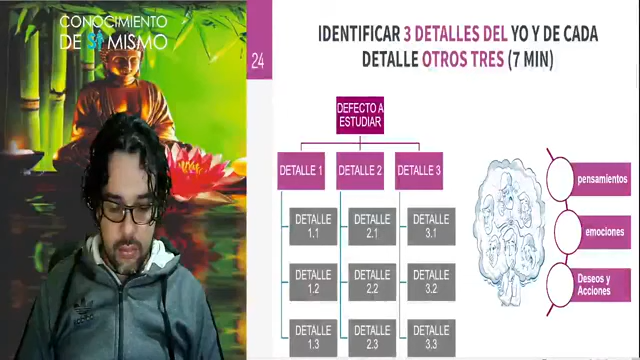 CONOCIMIENTO
DE SÍ MISMO
24
IDENTIFICAR 3 DETALLES DEL YO Y DE CADA
DETALLE OTROS TRES (7 MIN)
DEFECTO A
ESTUDIAR
DETALLE 1
DETALLE 2
DETALLE 3
DETALLE
1.1
DETALLE
2.1
DETALLE
3.1
DETALLE
1.2
DETALLE
2.2
DETALLE
3.2
DETALLE
1.3
DETALLE
2.3
DETALLE
3,3
pensamientos
emociones
Deseos y
Acciones
adidas